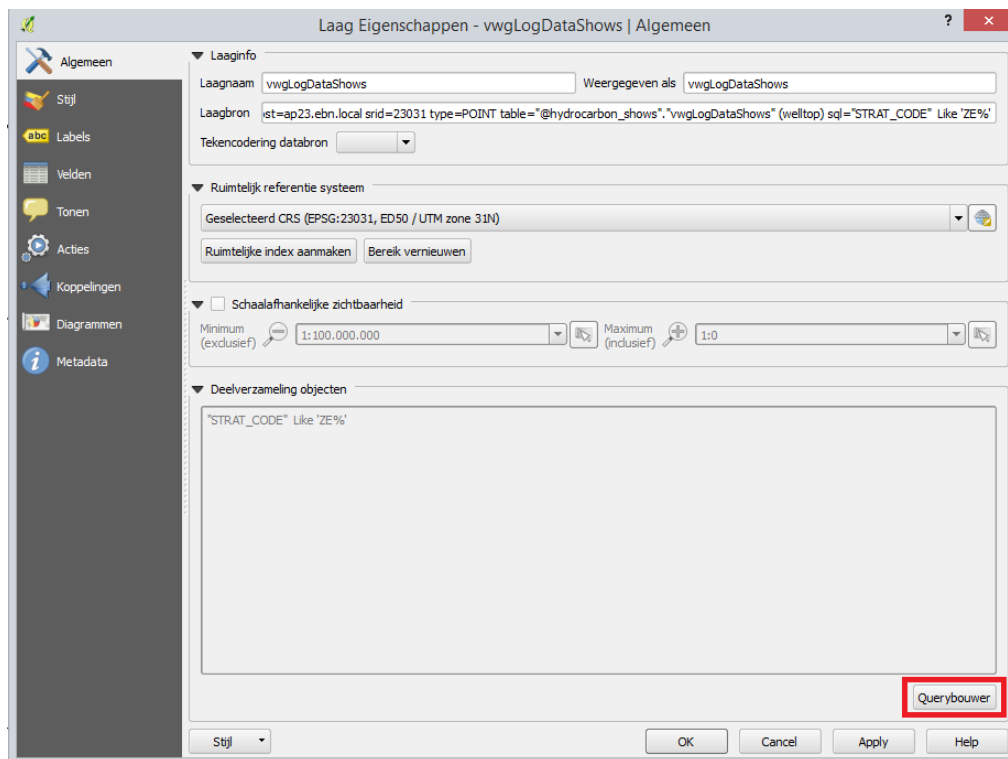 Laag Eigenschappen - vwgLogDataShows | Algemeen
? ×
Algemeen
Stijl
abc Labels
Velden
Tonen
Acties
Koppelingen
Diagrammen
Metadata
Laaginfo
Laagnaam vwgLogDataShows Weergegeven als vwgLogDataShows
Laagbron st=ap23.ebn.local srid=23031 type=POINT table="@hydrocarbon_shows"."vwgLogDataShows" (welltop) sql="STRAT_CODE" Like 'ZE%'
Tekencodering databron
Ruimtelijk referentie systeem
Geselecteerd CRS (EPSG:23031, ED50 / UTM zone 31N)
Ruimtelijke index aanmaken Bereik vernieuwen
Schaalafhankelijke zichtbaarheid
Minimum (exclusief) 1:100.000.000 Maximum (inclusief) 1:0
Deelverzameling objecten
"STRAT_CODE" Like 'ZE%'
Querybouwer
Stijl OK Cancel Apply Help